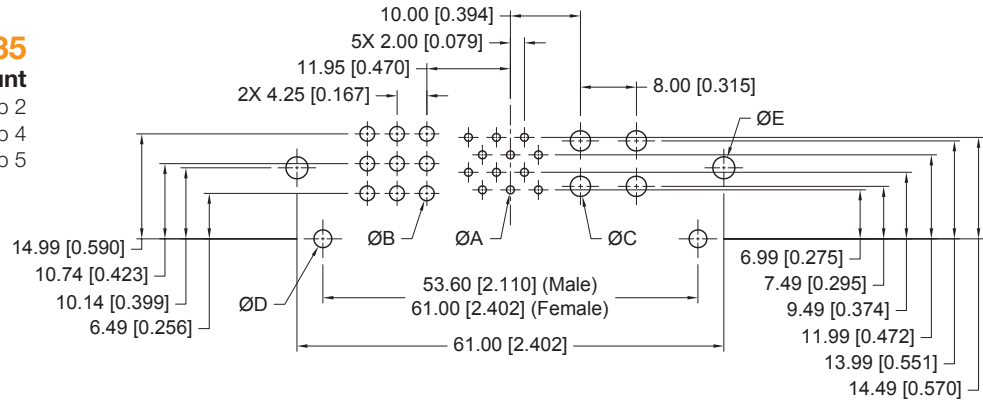 35
unt
p 2
p 4
p 5
10.00 [0.394]
5X 2.00 [0.079]
11.95 [0.470]
2X 4.25 [0.167]
8.00 [0.315]
ØE
ØB
ØA
ØC
ØD
14.99 [0.590]
10.74 [0.423]
10.14 [0.399]
6.49 [0.256]
53.60 [2.110] (Male)
61.00 [2.402] (Female)
61.00 [2.402]
6.99 [0.275]
7.49 [0.295]
9.49 [0.374]
11.99 [0.472]
13.99 [0.551]
14.49 [0.570]